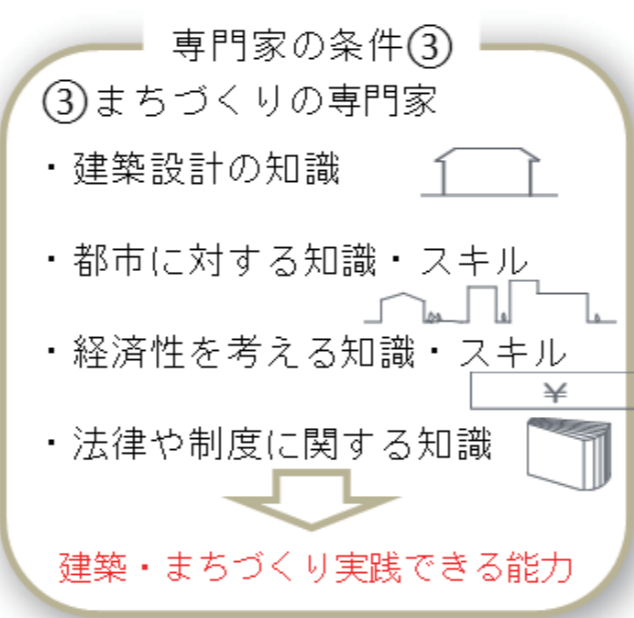 専門家の条件③
③まちづくりの専門家
・建築設計の知識
・都市に対する知識・スキル
・経済性を考える知識・スキル
¥
・法律や制度に関する知識
建築・まちづくり実践できる能力